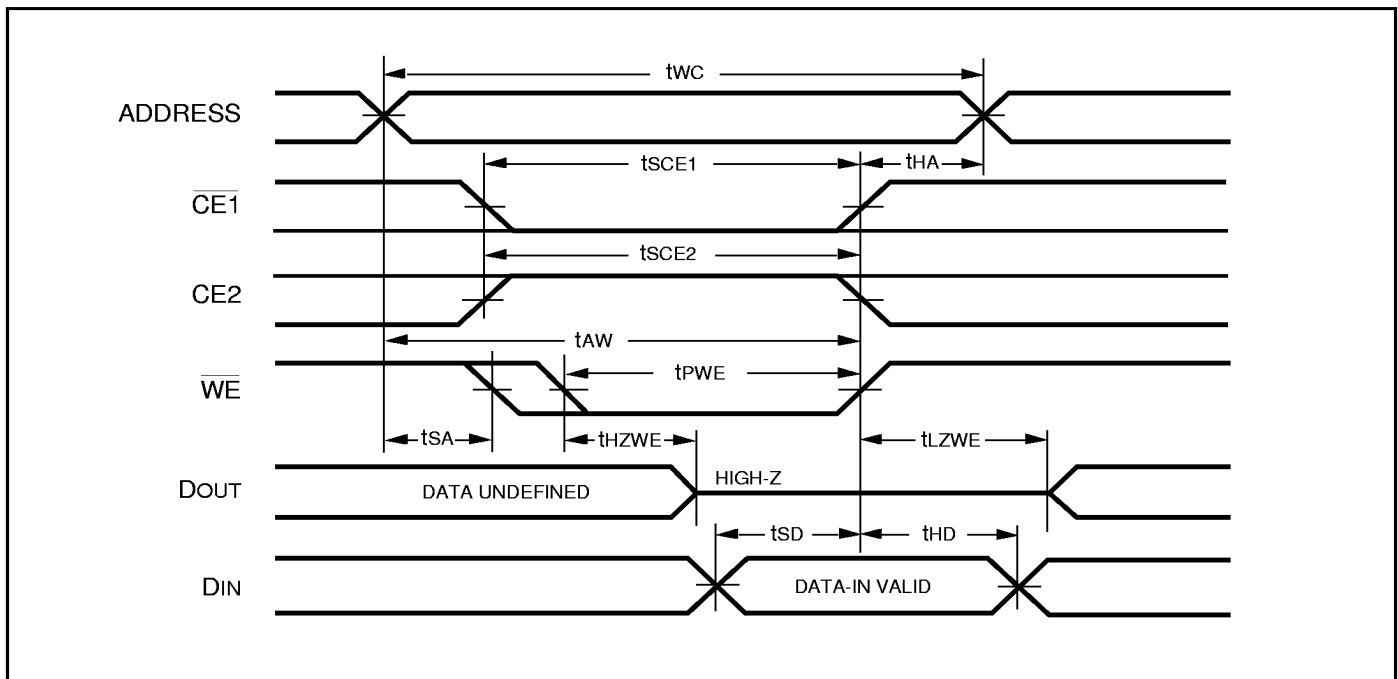 tWC
ADDRESS
tSCE1
tHA
CE1
tSCE2
CE2
tAW
WE
tPWE
tSA
tHZWE
tLZWE
DOUT
DATA UNDEFINED
HIGH-Z
tSD
tHD
DIN
DATA-IN VALID